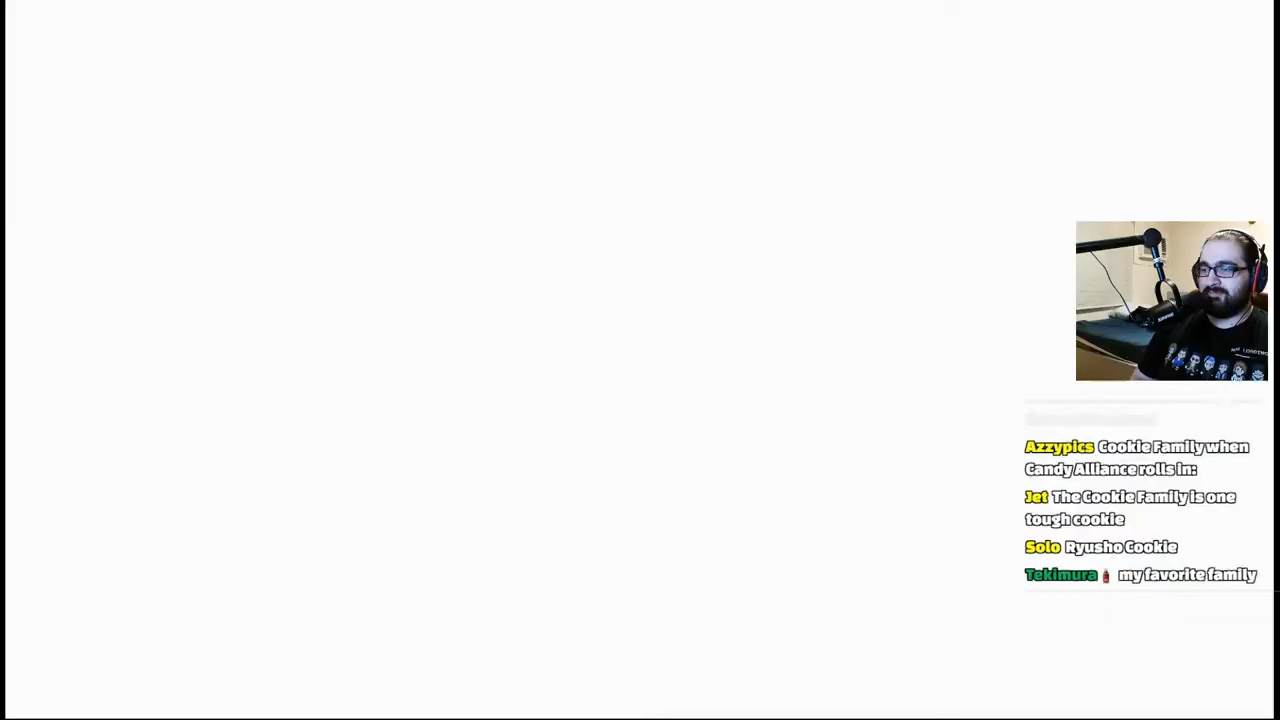 Azzypics Cookie Family when
Candy Alliance rolls in:
Jet The Cookie Family is one
tough cookie
Solo Ryusho Cookie
Tekimura my favorite family